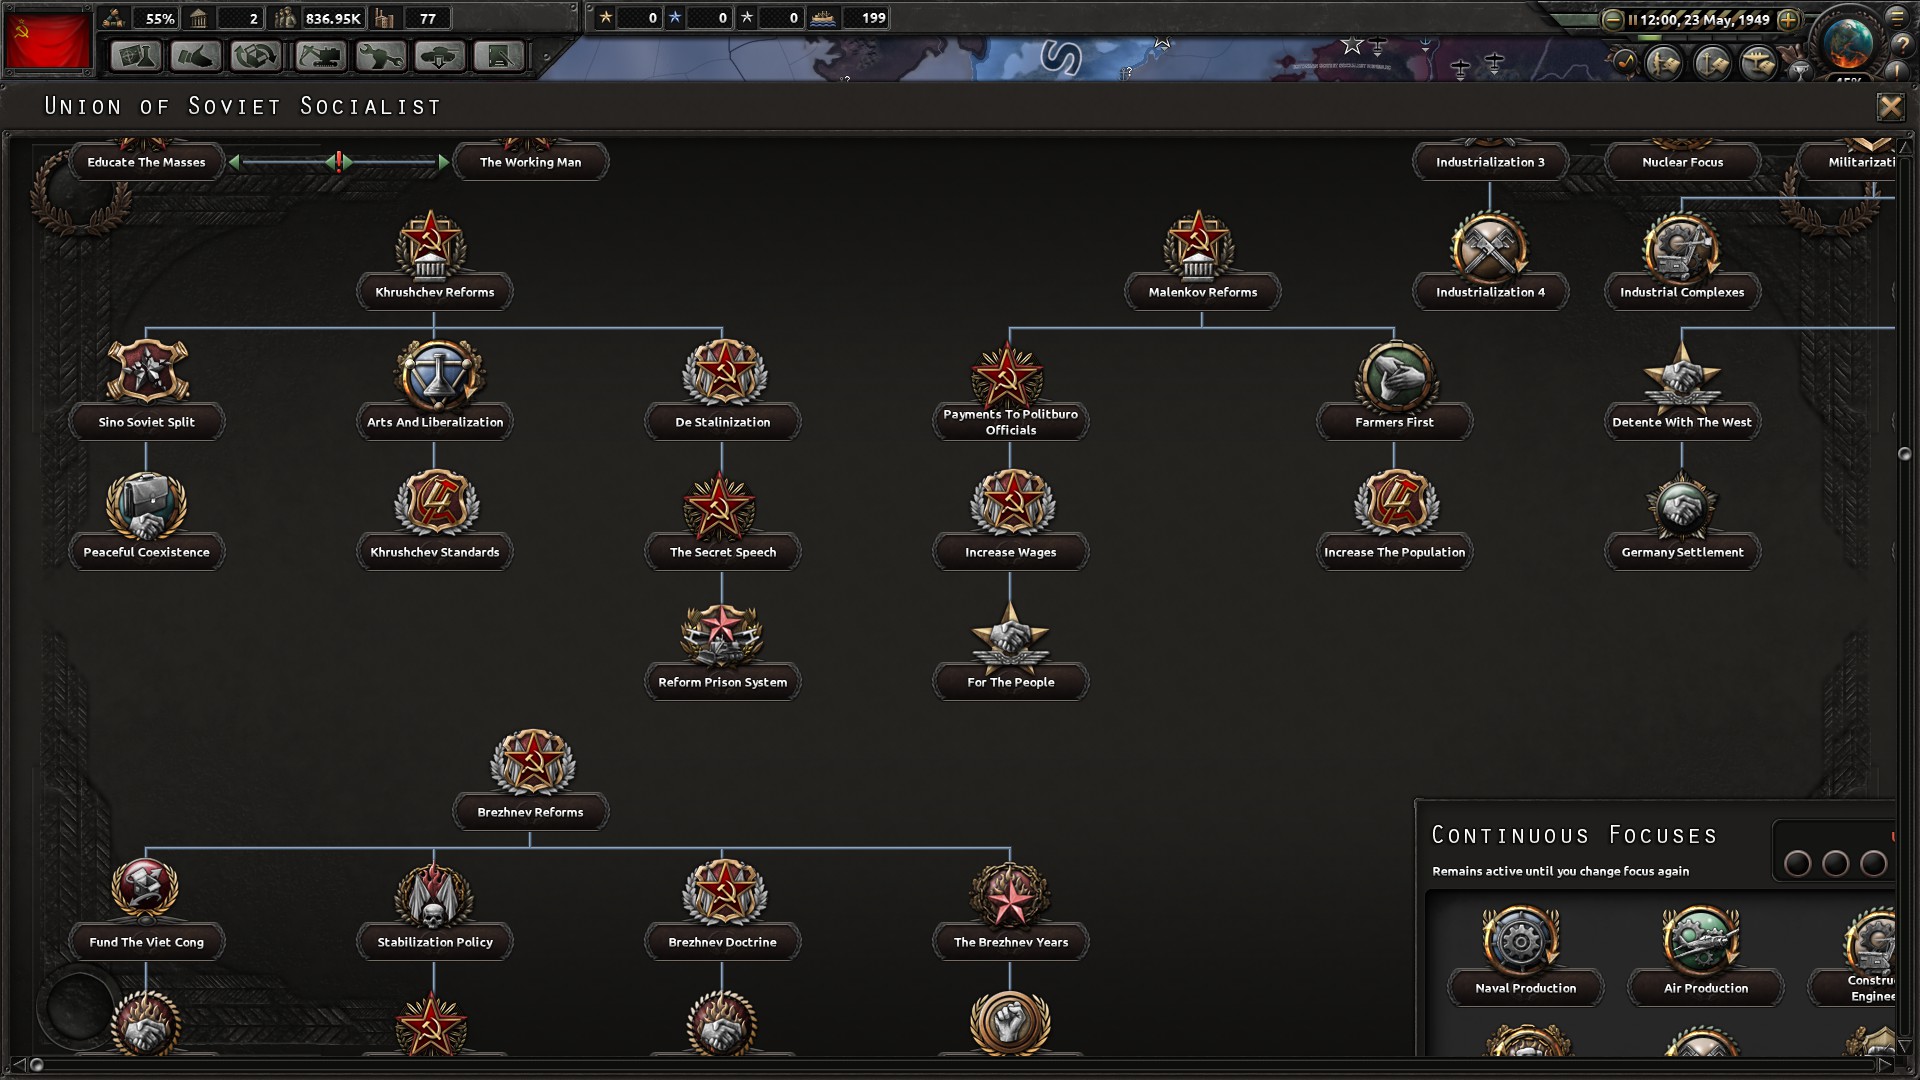 55%
2
836.95K
77
0
0
0
199
12:00, 23 May, 1949
Union of Soviet Socialist
Educate The Masses
The Working Man
Industrialization 3
Nuclear Focus
Khrushchev Reforms
Malenkov Reforms
Industrialization 4
Industrial Complexes
Sino Soviet Split
Arts And Liberalization
De Stalinization
Payments To Politburo
Officials
Farmers First
Detente With The West
Peaceful Coexistence
Khrushchev Standards
The Secret Speech
Increase Wages
Increase The Population
Germany Settlement
Reform Prison System
For The People
Brezhnev Reforms
Continuous Focuses
Remains active until you change focus again
Fund The Viet Cong
Stabilization Policy
Brezhnev Doctrine
The Brezhnev Years
Naval Production
Air Production